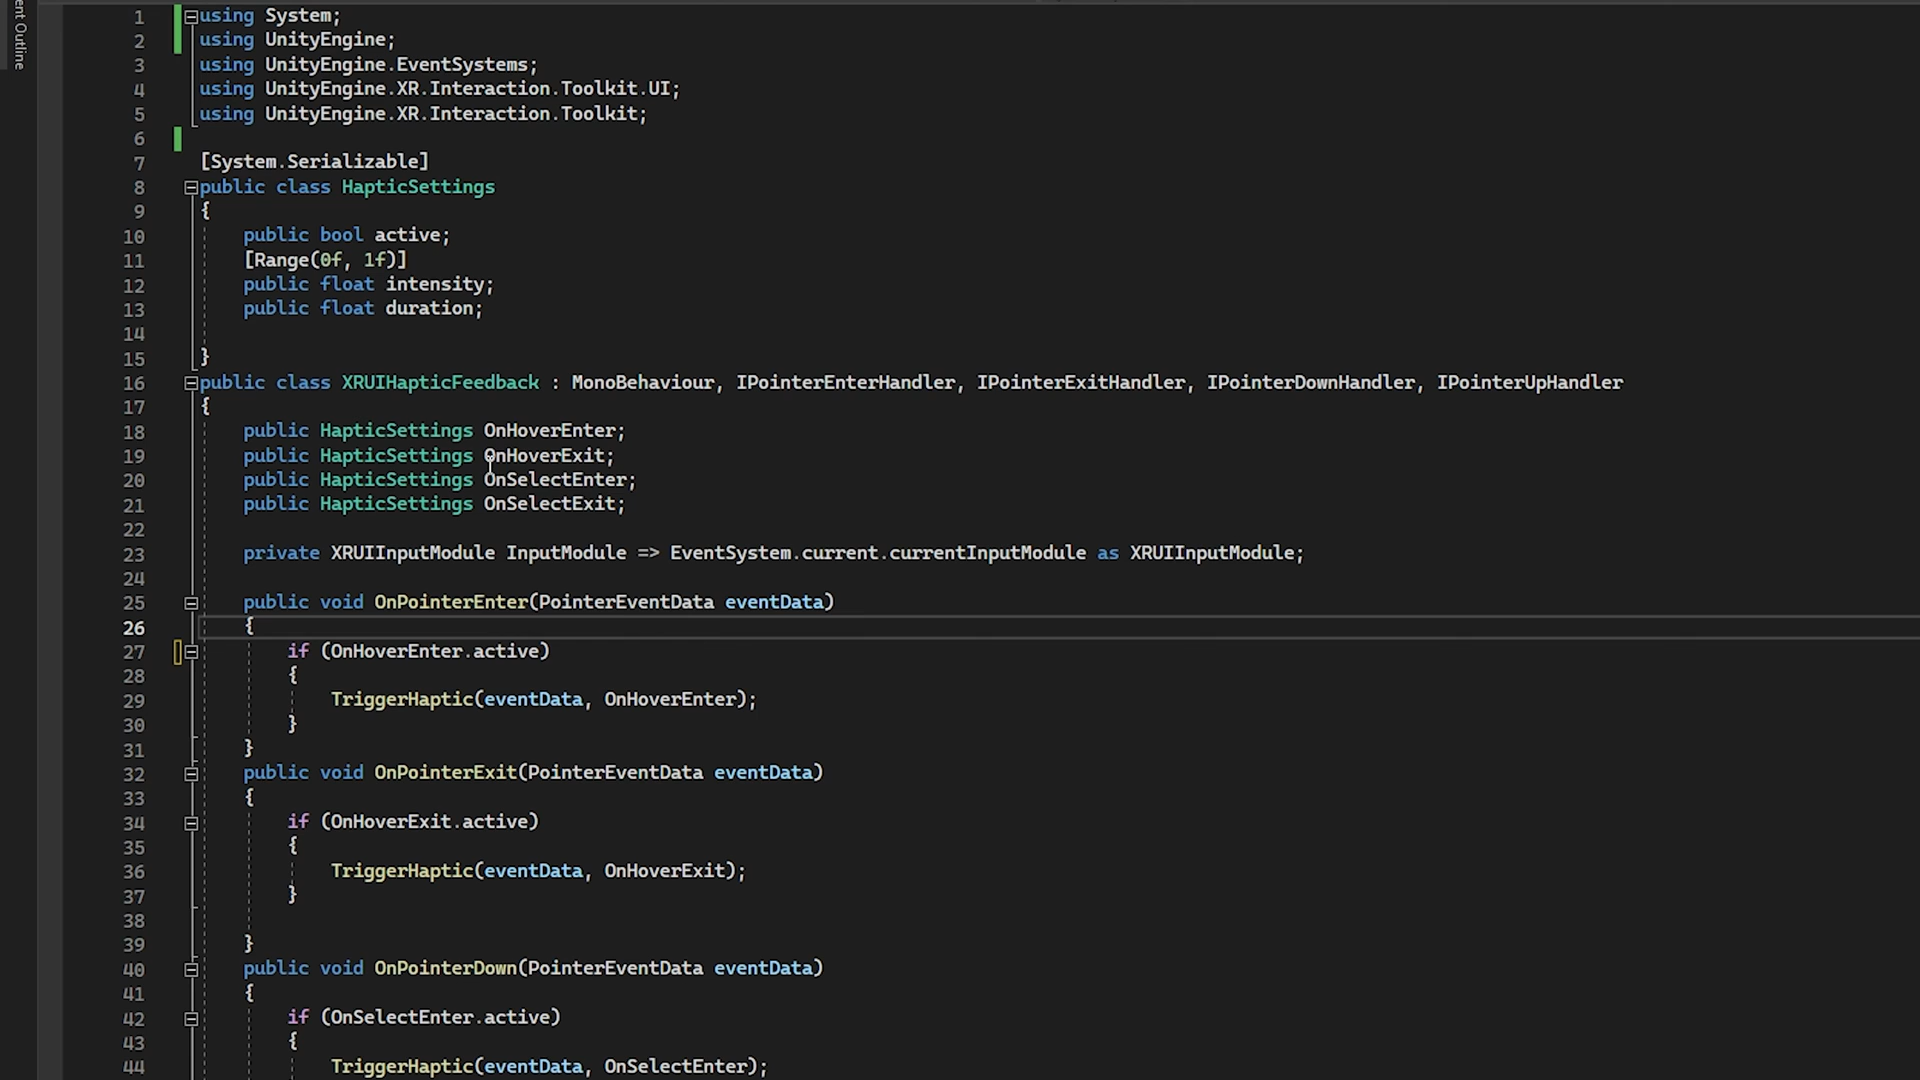 ent Outline
1 using System;
2 using UnityEngine;
3 using UnityEngine.EventSystems;
4 using UnityEngine.XR.Interaction.Toolkit.UI;
5 using UnityEngine.XR.Interaction.Toolkit;
6
7 [System.Serializable]
8 public class HapticSettings
9 {
10 public bool active;
11 [Range(0f, 1f)]
12 public float intensity;
13 public float duration;
14
15 }
16 public class XRUIHapticFeedback : MonoBehaviour, IPointerEnterHandler, IPointerExitHandler, IPointerDownHandler, IPointerUpHandler
17 {
18 public HapticSettings OnHoverEnter;
19 public HapticSettings OnHoverExit;
20 public HapticSettings OnSelectEnter;
21 public HapticSettings OnSelectExit;
22
23 private XRUIInputModule InputModule => EventSystem.current.currentInputModule as XRUIInputModule;
24
25 public void OnPointerEnter(PointerEventData eventData)
26 {
27 if (OnHoverEnter.active)
28 {
29 TriggerHaptic(eventData, OnHoverEnter);
30 }
31 }
32 public void OnPointerExit(PointerEventData eventData)
33 {
34 if (OnHoverExit.active)
35 {
36 TriggerHaptic(eventData, OnHoverExit);
37 }
38
39 }
40 public void OnPointerDown(PointerEventData eventData)
41 {
42 if (OnSelectEnter.active)
43 {
44 TriggerHaptic(eventData, OnSelectEnter);